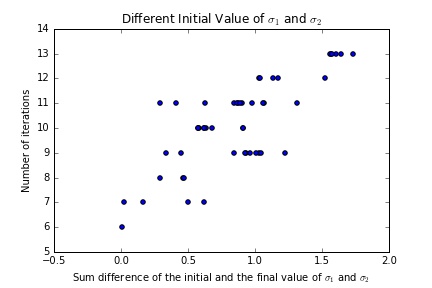 Different Initial Value of σ₁ and σ₂
14
13
12
11
10
9
8
7
6
5
Number of iterations
−0.5 0.0 0.5 1.0 1.5 2.0
Sum difference of the initial and the final value of σ₁ and σ₂